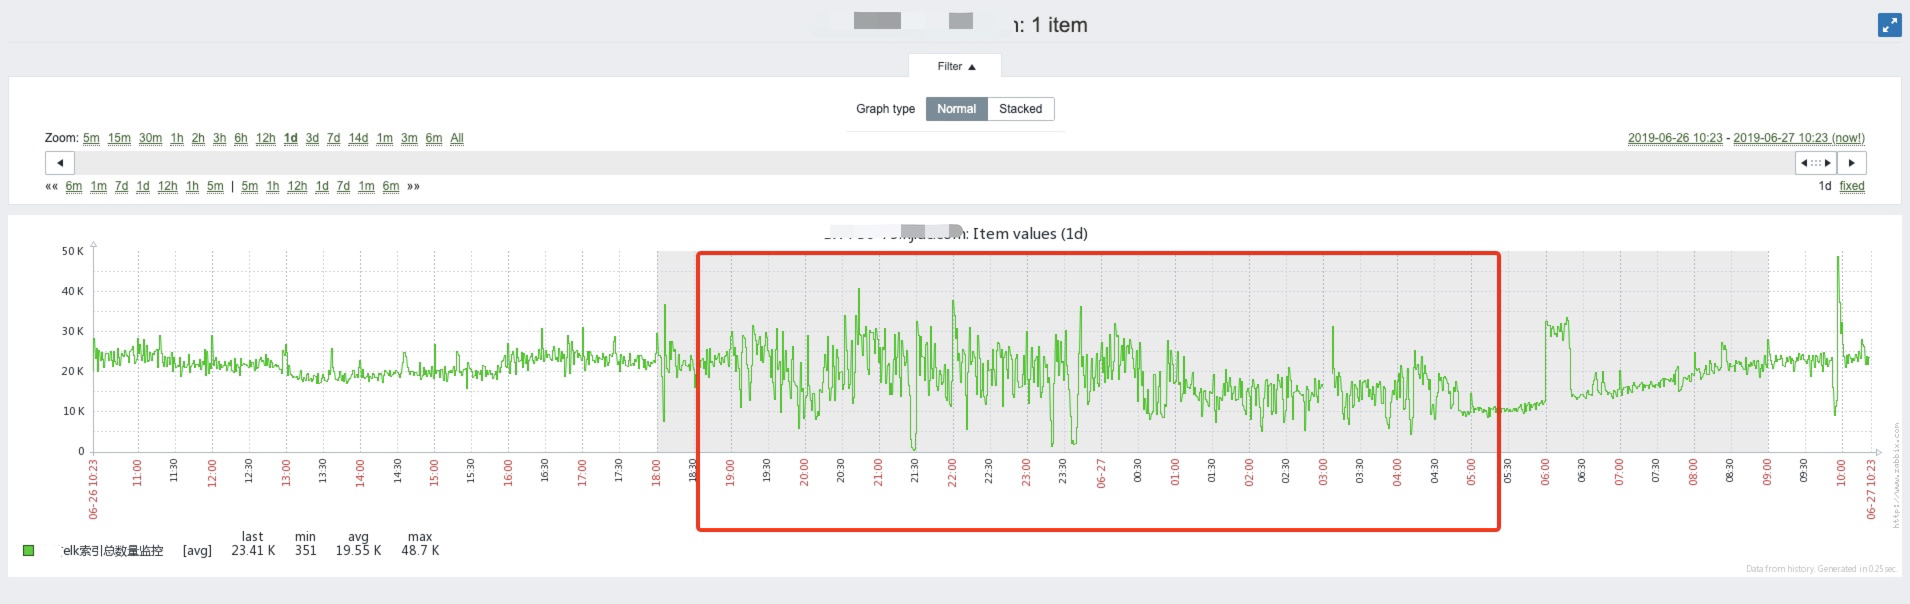 : 1 item
Filter ▲
Graph type Normal Stacked
Zoom: 5m 15m 30m 1h 2h 3h 6h 12h 1d 3d 7d 14d 1m 3m 6m All
2019-06-26 10:23 - 2019-06-27 10:23 (now!)
«« 6m 1m 7d 1d 12h 1h 5m | 5m 1h 12h 1d 7d 1m 6m »»
1d fixed
: Item values (1d)
50 K
40 K
30 K
20 K
10 K
0
06-26 10:23 11:00 11:30 12:00 12:30 13:00 13:30 14:00 14:30 15:00 15:30 16:00 16:30 17:00 17:30 18:00 18:30 19:00 19:30 20:00 20:30 21:00 21:30 22:00 22:30 23:00 23:30 06-27 00:30 01:00 01:30 02:00 02:30 03:00 03:30 04:00 04:30 05:00 05:30 06:00 06:30 07:00 07:30 08:00 08:30 09:00 09:30 10:00 06-27 10:23
http://www.zabbix.com
last min avg max
elk索引总数量监控 [avg] 23.41 K 351 19.55 K 48.7 K
Data from history. Generated in 0.25 sec.